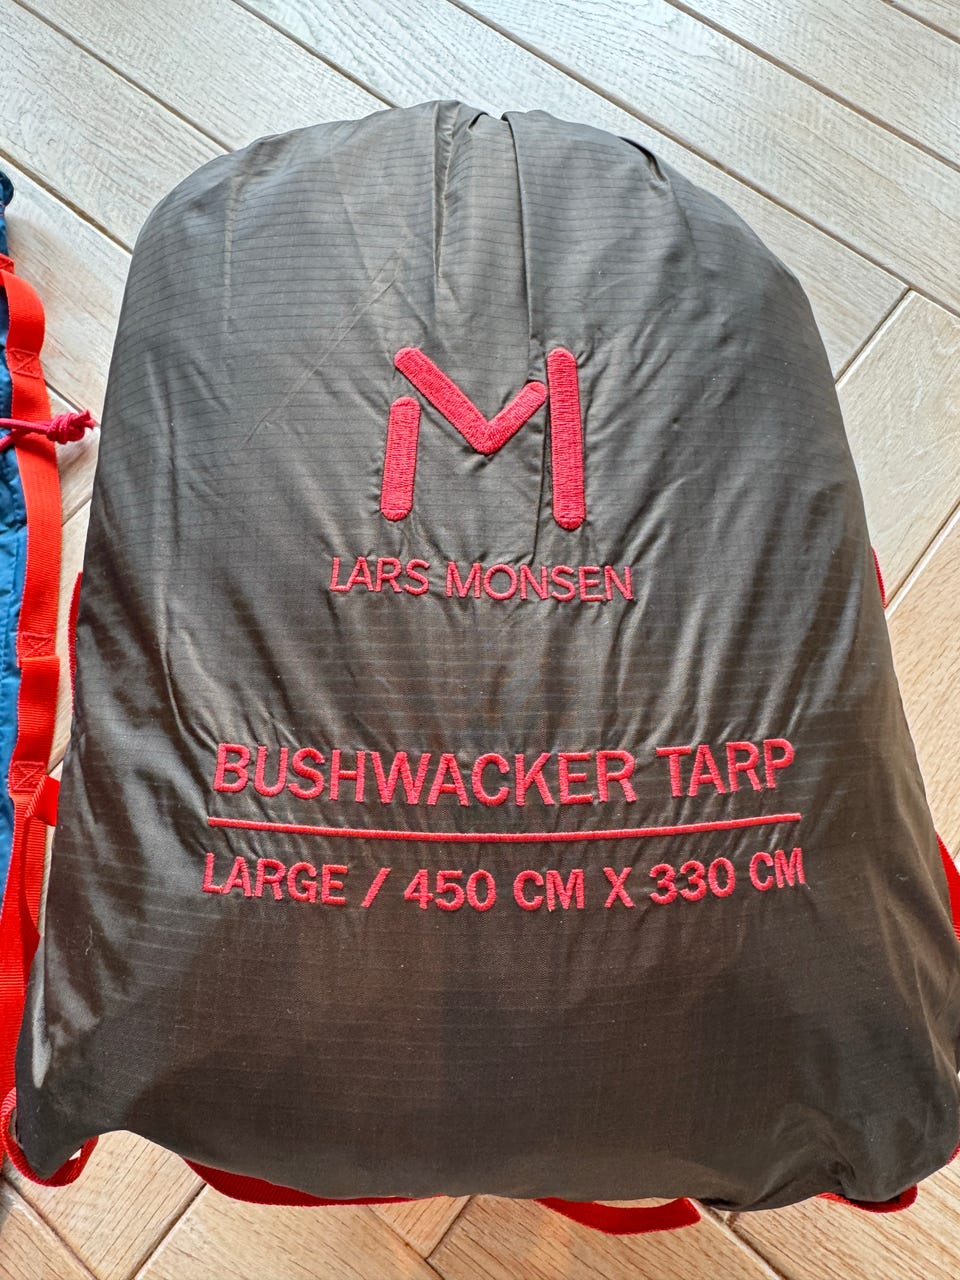 LARS MONSEN
BUSHWACKER TARP
LARGE / 450 CM X 330 CM